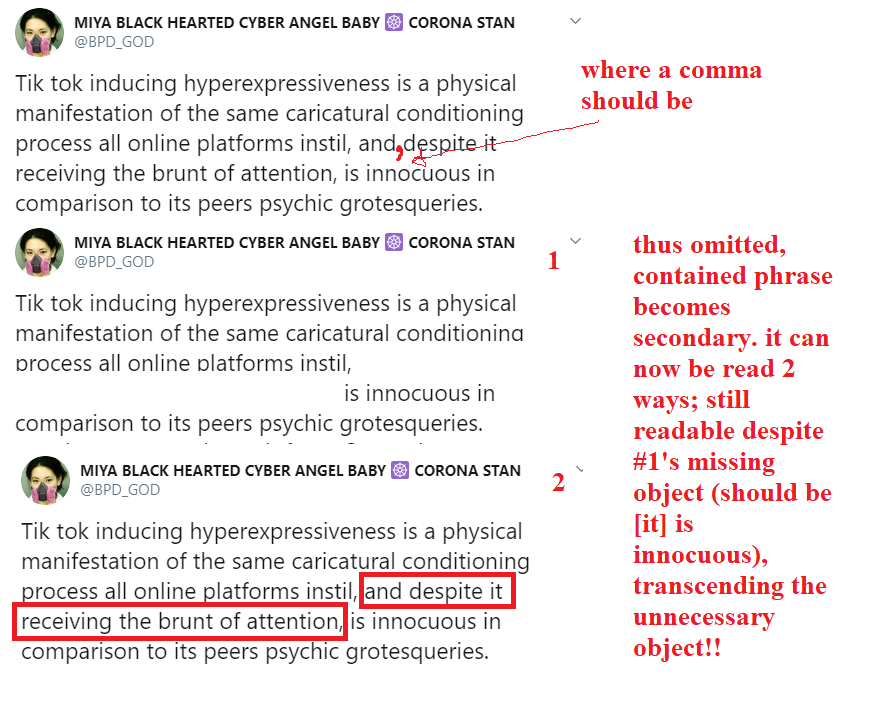 MIYA BLACK HEARTED CYBER ANGEL BABY ☸ CORONA STAN
@BPD_GOD
Tik tok inducing hyperexpressiveness is a physical
manifestation of the same caricatural conditioning
process all online platforms instil, and, despite it
receiving the brunt of attention, is innocuous in
comparison to its peers psychic grotesqueries.
where a comma
should be
MIYA BLACK HEARTED CYBER ANGEL BABY ☸ CORONA STAN
@BPD_GOD
1
Tik tok inducing hyperexpressiveness is a physical
manifestation of the same caricatural conditioning
process all online platforms instil,
is innocuous in
comparison to its peers psychic grotesqueries.
MIYA BLACK HEARTED CYBER ANGEL BABY ☸ CORONA STAN
@BPD_GOD
2
Tik tok inducing hyperexpressiveness is a physical
manifestation of the same caricatural conditioning
process all online platforms instil, and despite it
receiving the brunt of attention, is innocuous in
comparison to its peers psychic grotesqueries.
thus omitted,
contained phrase
becomes
secondary. it can
now be read 2
ways; still
readable despite
#1's missing
object (should be
[it] is
innocuous),
transcending the
unnecessary
object!!